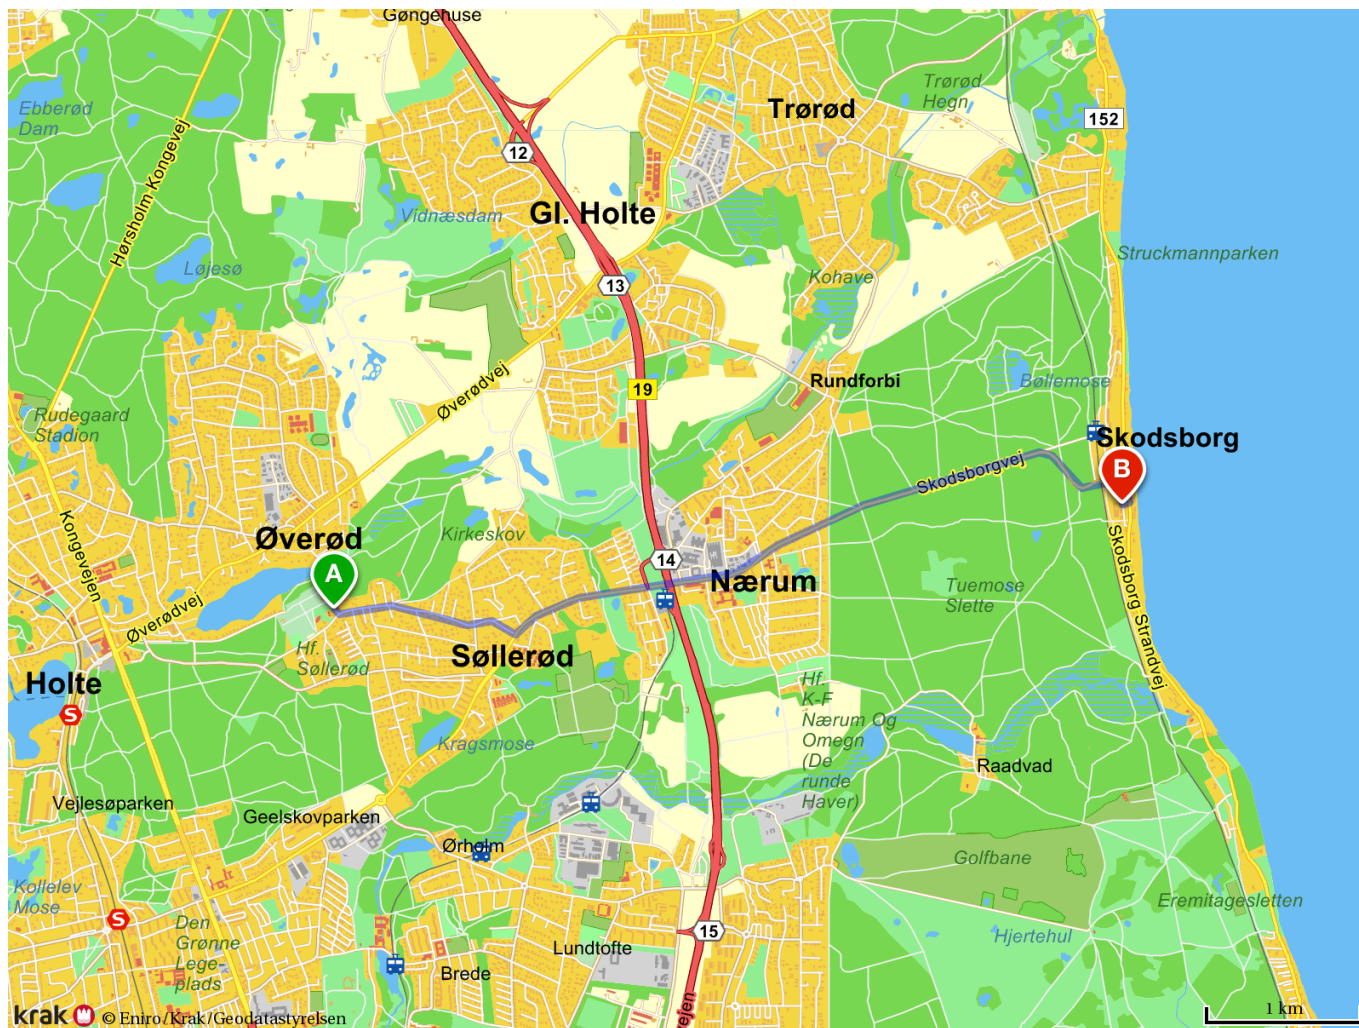 Gøngehuse
Ebberød
Dam
Hørsholm Kongevej
12
Trørød
Hegn
Trørød
152
Vidnæsdam
Gl. Holte
Løjesø
13
Kohave
Struckmannparken
Øverødvej
19
Rundforbi
Bøllemose
Rudegaard
Stadion
Skodsborg
B
Skodsborgvej
Kongevejen
Øverød
A
Kirkeskov
14
Nærum
Tuemose
Slette
Skodsborg Strandvej
Øverødvej
Hf.
Søllerød
Søllerød
Holte
S
Kragsmose
Hf.
K-F
Nærum Og
Omegn
(De
runde
Haver)
Raadvad
Vejlesøparken
Geelskovparken
Ørholm
Golfbane
Kollelev
Mose
S
Den
Grønne
Lege-
plads
Eremitagesletten
Hjertehul
15
Lundtofte
Brede
ejen
krak
© Eniro/Krak/Geodatastyrelsen
1 km